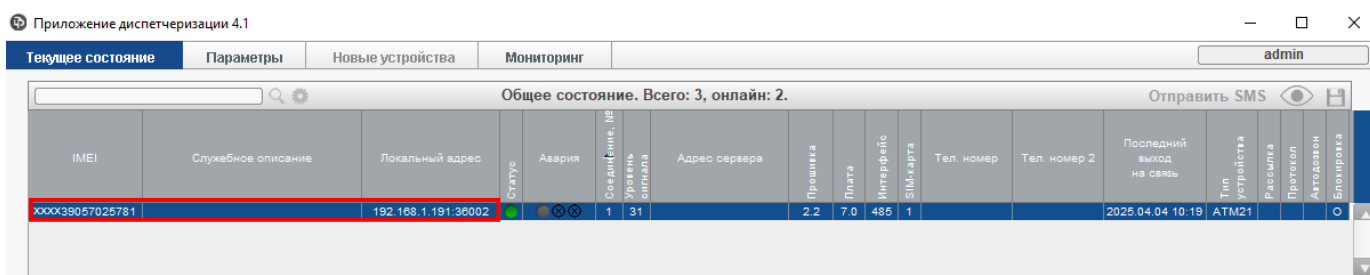 Приложение диспетчеризации 4.1
Текущее состояние Параметры Новые устройства Мониторинг admin
Общее состояние. Всего: 3, онлайн: 2. Отправить SMS
IMEI Служебное описание Локальный адрес Статус Авария Соединение, № Уровень сигнала Адрес сервера Прошивка Плата Интерфейс SIM-карта Тел. номер Тел. номер 2 Последний выход на связь Тип устройства Рассылка Протокол Автодозвон Блокировка
XXXX39057025781 192.168.1.191:36002 1 31 2.2 7.0 485 1 2025.04.04 10:19 ATM21